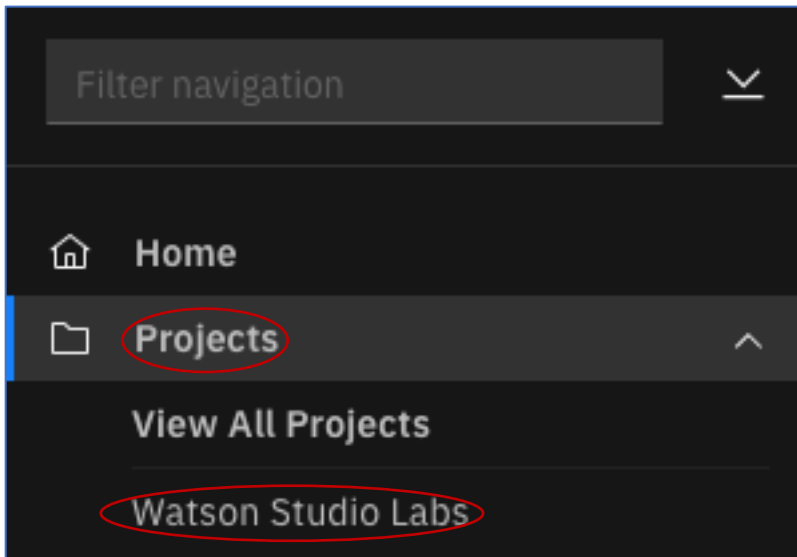 Filter navigation
Home
Projects
View All Projects
Watson Studio Labs